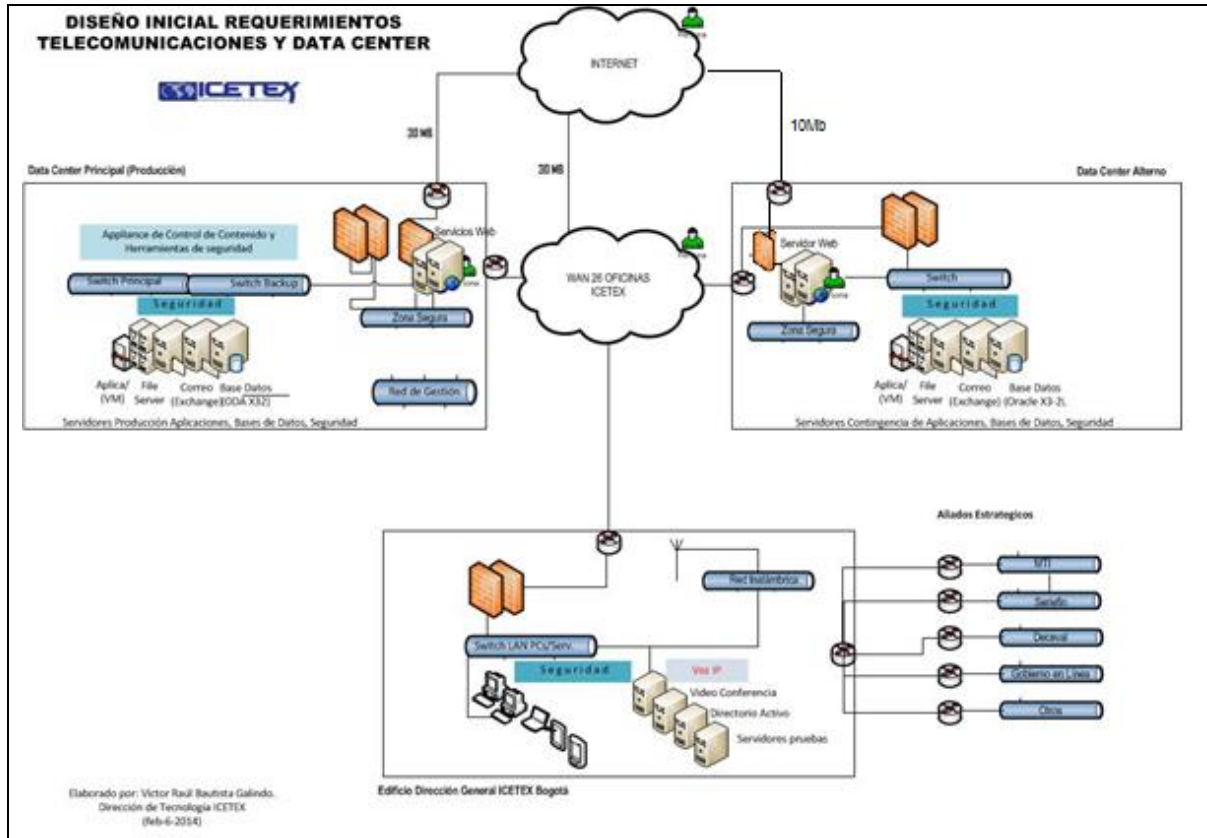 DISEÑO INICIAL REQUERIMIENTOS
TELECOMUNICACIONES Y DATA CENTER
ICETEX
INTERNET
30 MB
30 MB
10Mb
Data Center Principal (Producción)
Appliance de Control de Contenido y
Herramientas de seguridad
Servicios Web
Switch Principal
Switch Backup
Seguridad
Zona Segura
Red de Gestión
Aplica/
(VM)
File
Server
Correo
(Exchange)
Base Datos
(ODA X32)
Servidores Producción Aplicaciones, Bases de Datos, Seguridad
WAN 26 OFICINAS
ICETEX
Data Center Alterno
Servidor Web
Switch
Seguridad
Zona Segura
Aplica/
(VM)
File
Server
Correo
(Exchange)
Base Datos
(Oracle X3-2).
Servidores Contingencia de Aplicaciones, Bases de Datos, Seguridad
Red Inalámbrica
Switch LAN PCs/Serv.
Seguridad
Voz IP
Video Conferencia
Directorio Activo
Servidores pruebas
Edificio Dirección General ICETEX Bogotá
Aliados Estrategicos
MTI
Deceval
Gobierno en Línea
Otros
Elaborado por: Víctor Raúl Bautista Galindo.
Dirección de Tecnología ICETEX
(feb-6-2014)